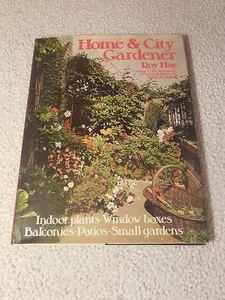 Home & City
Gardener
Roy Hay
Indoor plants·Window boxes
Balconies·Patios·Small gardens